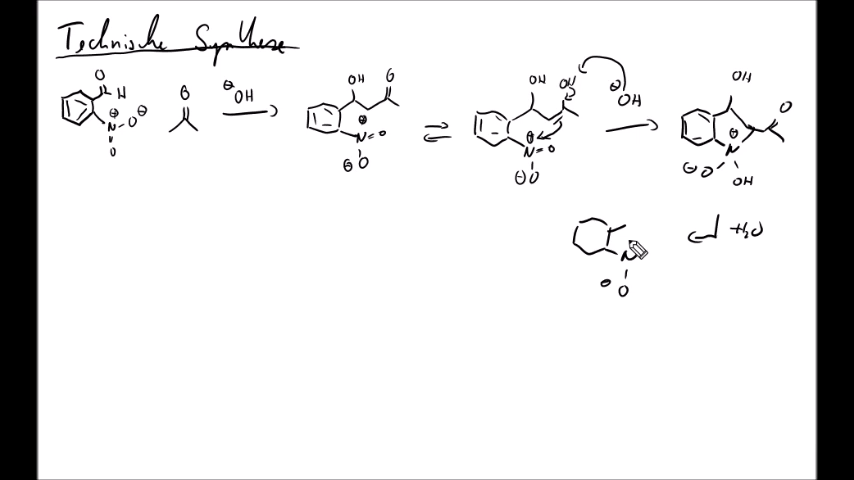 Technische Synthese
O H O ⊖OH OH O OH OH ⊖OH OH O
N⊕ O⊖ O N⊕ =O ⊖O N⊕ =O ⊖O N⊕ ⊖O OH
+H₂O
N
⊖ O